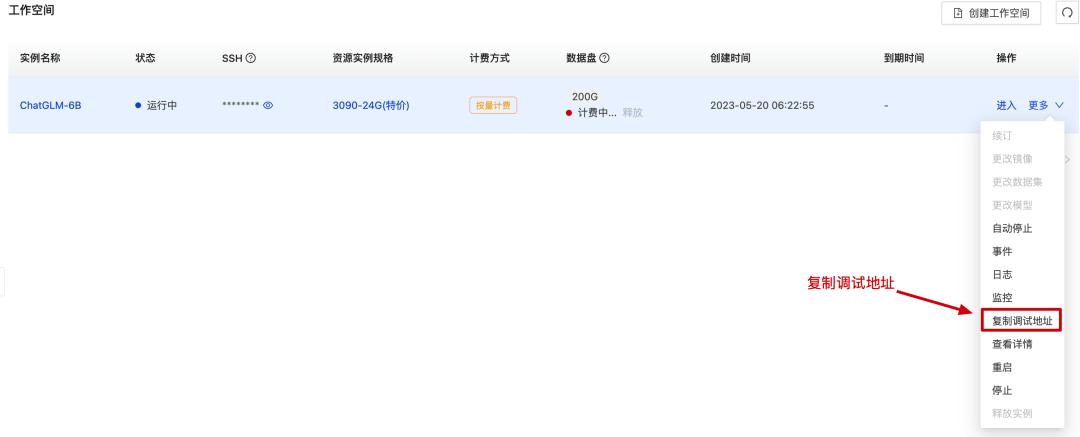 工作空间
创建工作空间
实例名称 状态 SSH 资源实例规格 计费方式 数据盘 创建时间 到期时间 操作
200G
ChatGLM-6B 运行中 ******** 3090-24G(特价) 按量计费 2023-05-20 06:22:55 - 进入 更多
计费中... 释放
续订
更改镜像
更改数据集
更改模型
自动停止
事件
日志
复制调试地址
监控
复制调试地址
查看详情
重启
停止
释放实例